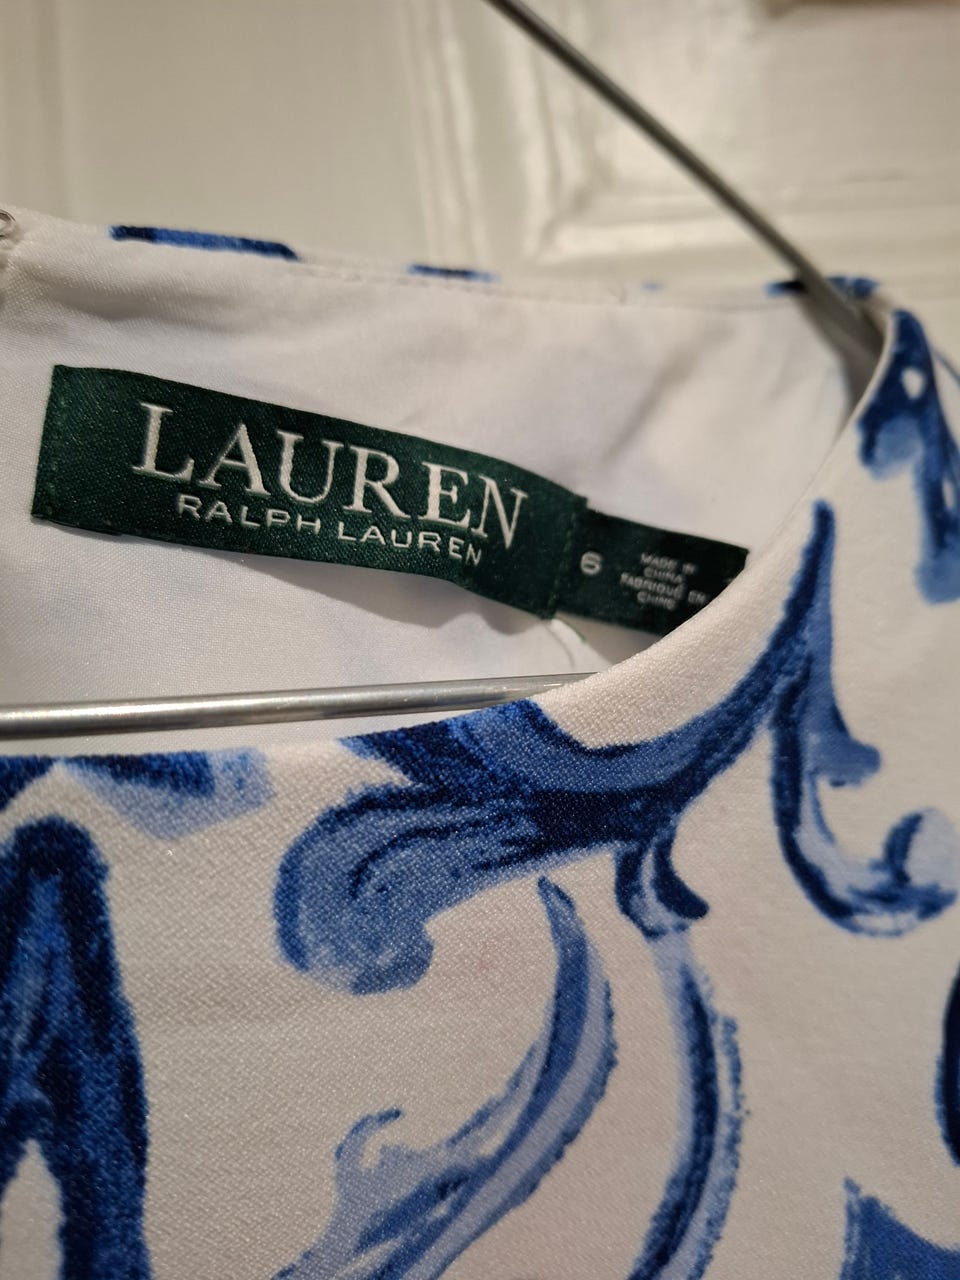 LAUREN
RALPH LAUREN
6
MADE IN
CHINA
FABRIQUÉ EN
CHINE